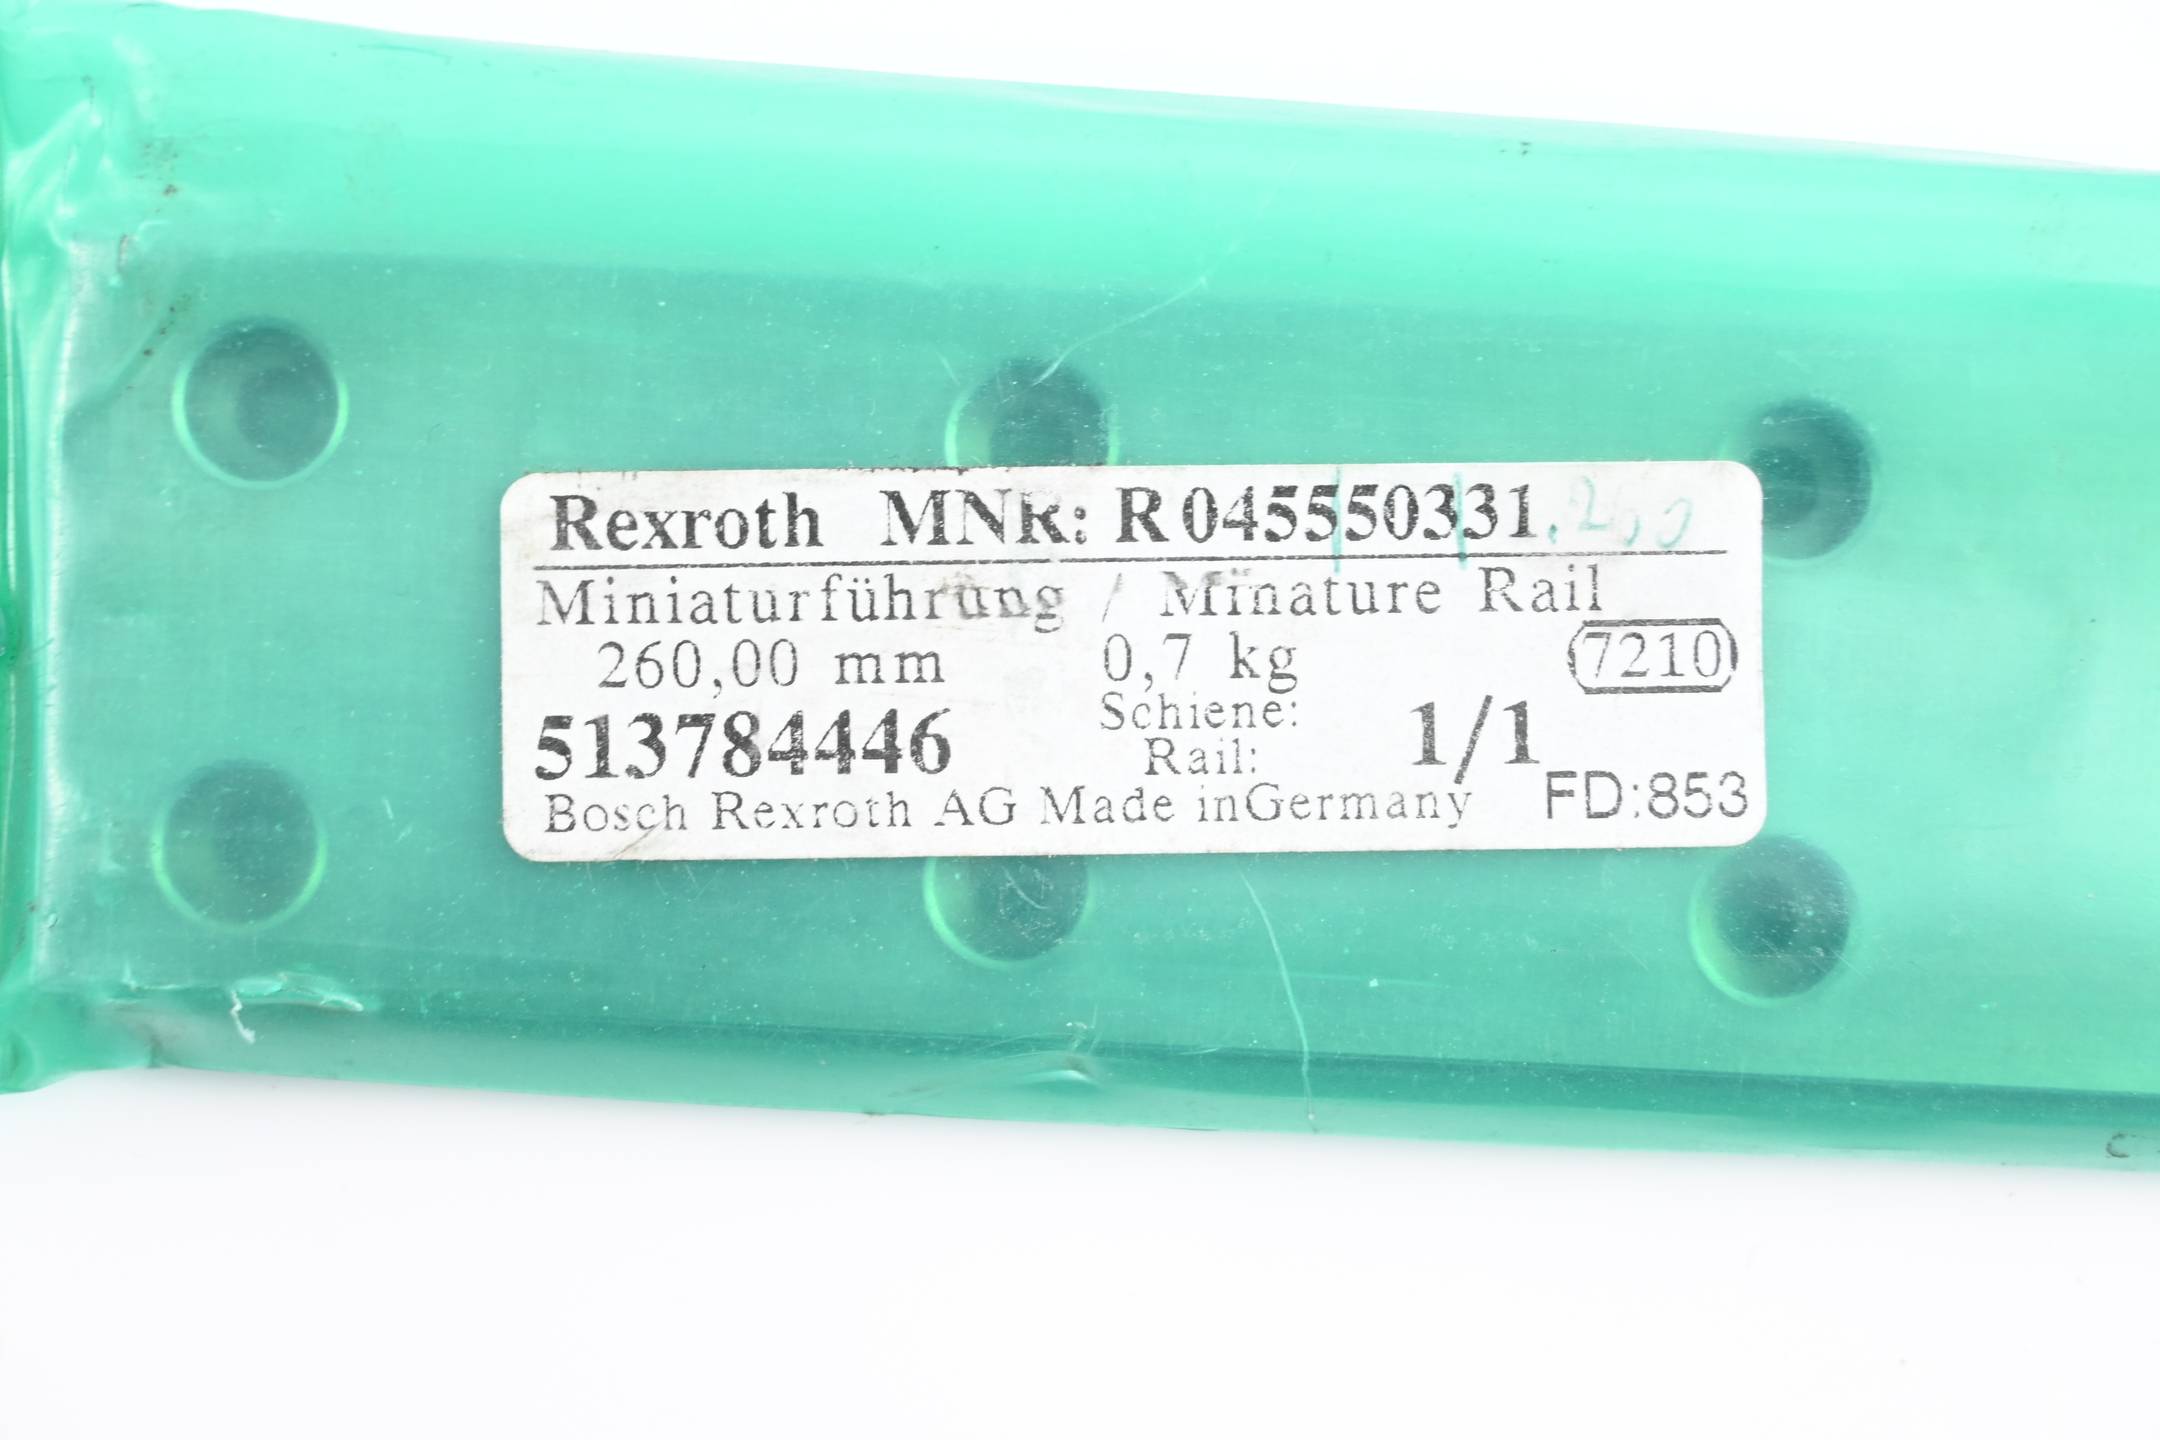 Rexroth MNR: R045550331
Miniaturführung / Minature Rail
260,00 mm 0,7 kg 7210
513784446 Schiene: 1/1
Rail:
Bosch Rexroth AG Made inGermany FD:853